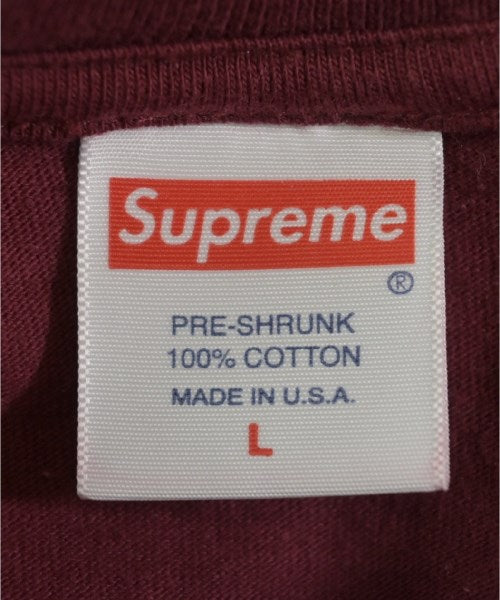 Supreme
®
PRE-SHRUNK
100% COTTON
MADE IN U.S.A.
L